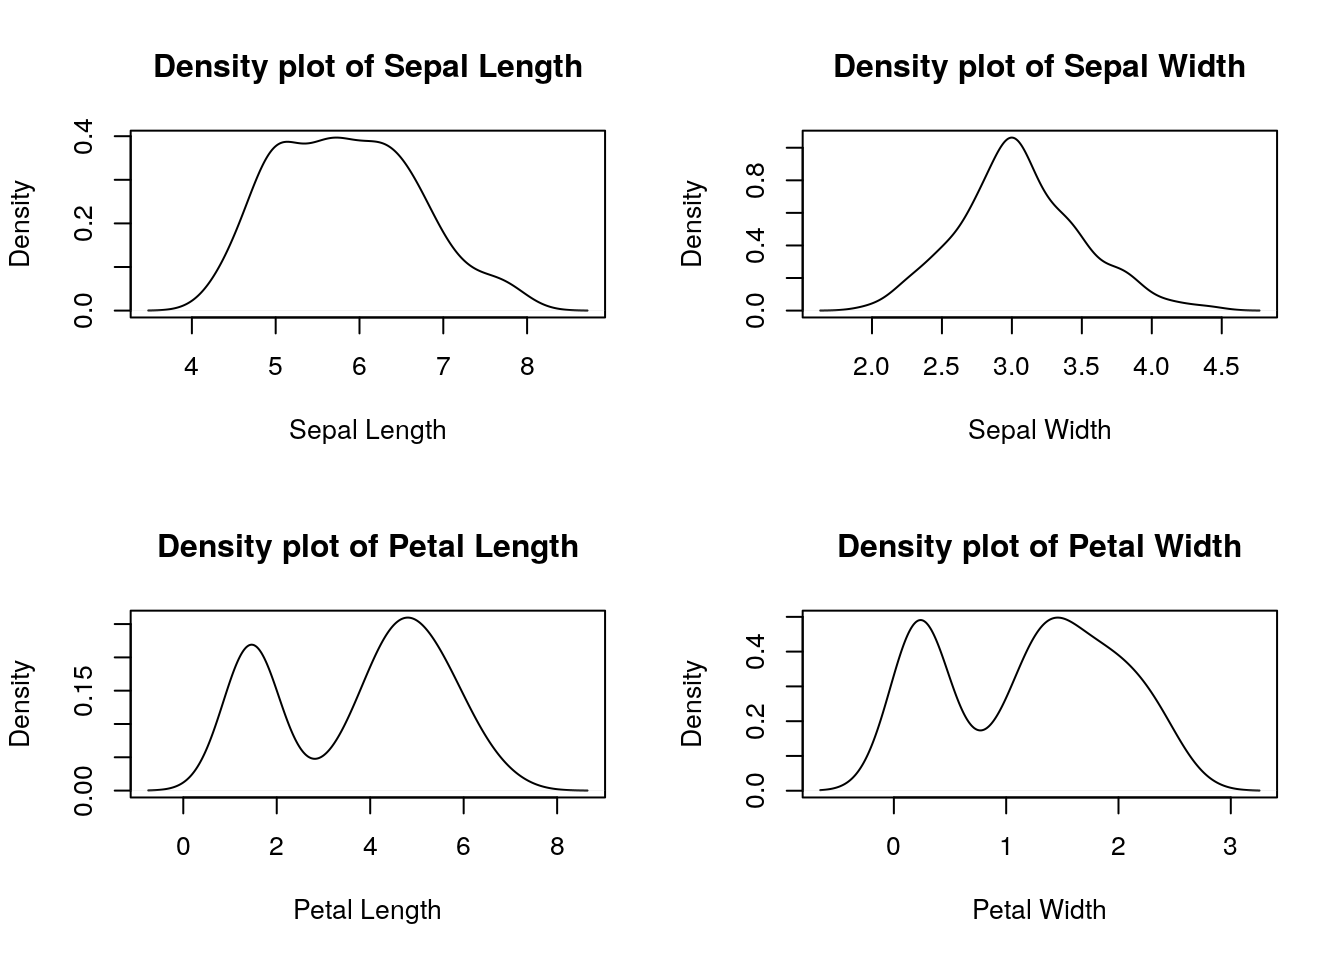 Density plot of Sepal Length
Density
0.0 0.2 0.4
4 5 6 7 8
Sepal Length
Density plot of Sepal Width
Density
0.0 0.4 0.8
2.0 2.5 3.0 3.5 4.0 4.5
Sepal Width
Density plot of Petal Length
Density
0.00 0.15
0 2 4 6 8
Petal Length
Density plot of Petal Width
Density
0.0 0.2 0.4
0 1 2 3
Petal Width